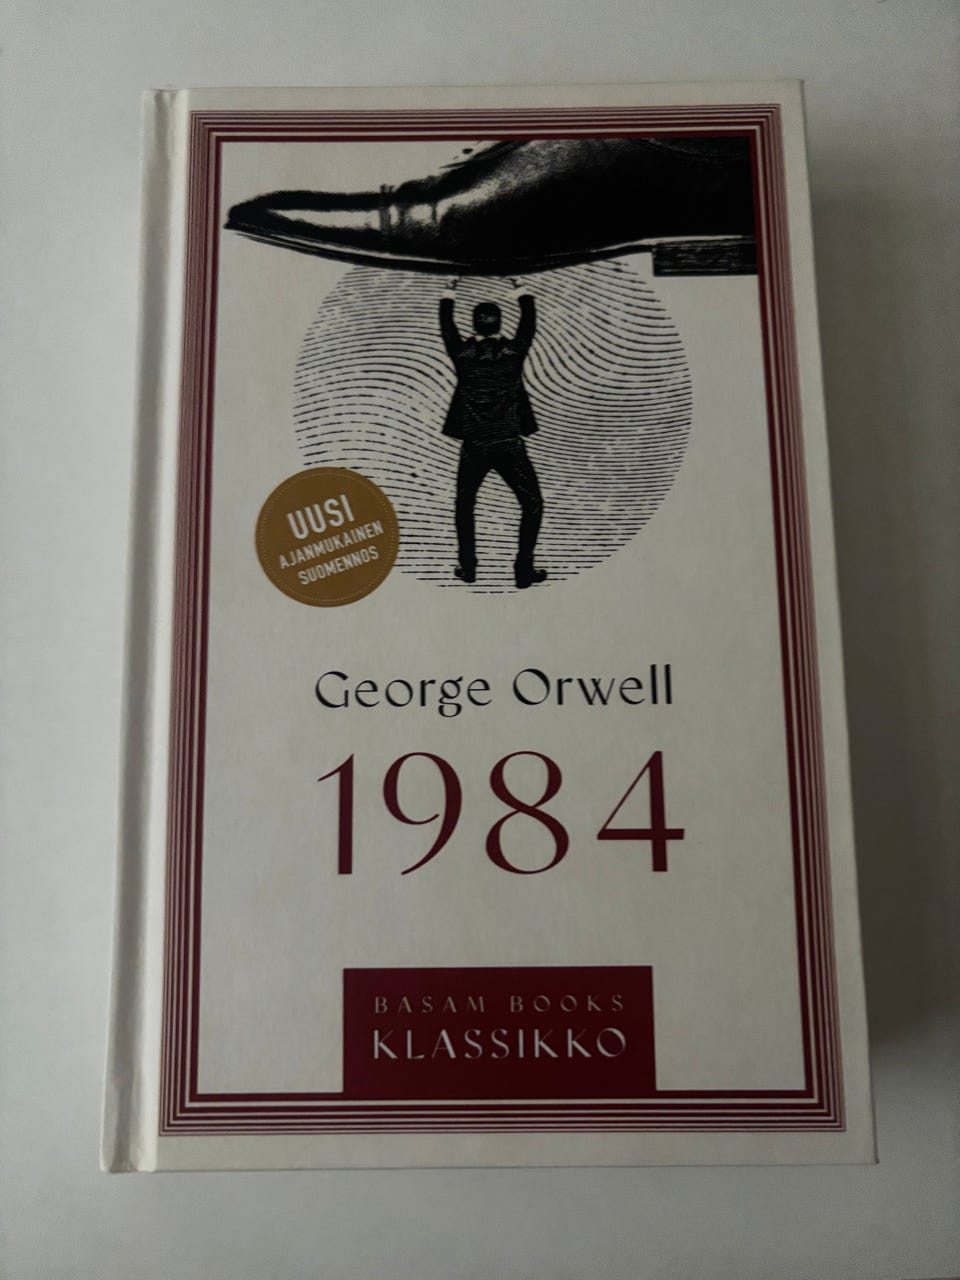 UUSI
AJANMUKAINEN
SUOMENNOS
George Orwell
1984
BASAM BOOKS
KLASSIKKO